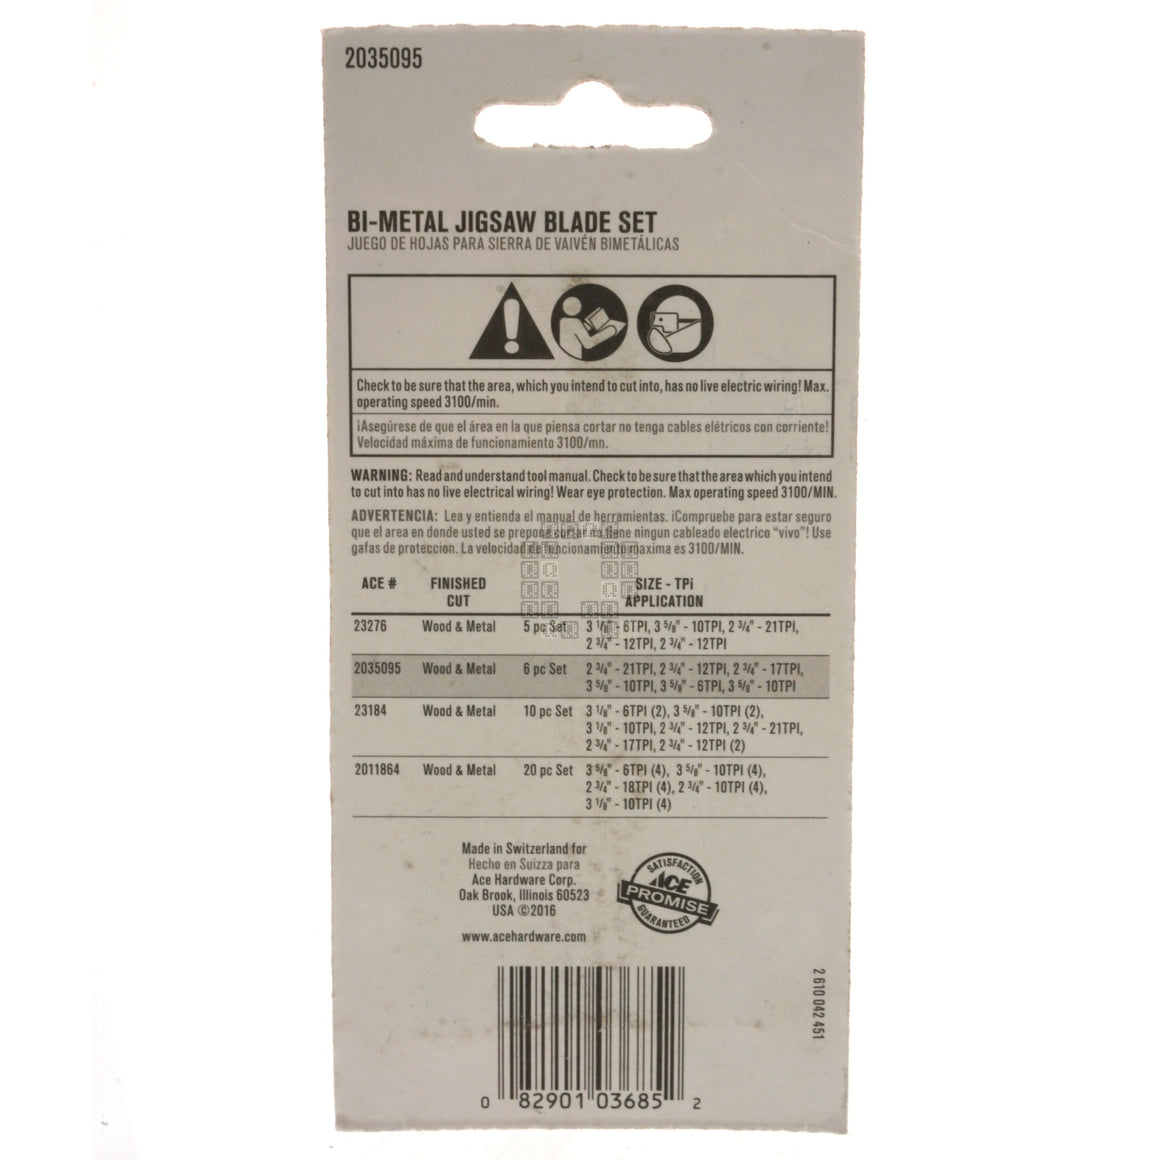 2035095
BI-METAL JIGSAW BLADE SET
JUEGO DE HOJAS PARA SIERRA DE VAIVÉN BIMETÁLICAS
Check to be sure that the area, which you intend to cut into, has no live electric wiring! Max.
operating speed 3100/min.
¡Asegúrese de que el área en la que piensa cortar no tenga cables elétricos con corriente!
Velocidad máxima de funcionamiento 3100/mn.
WARNING: Read and understand tool manual. Check to be sure that the area which you intend
to cut into has no live electrical wiring! Wear eye protection. Max operating speed 3100/MIN.
ADVERTENCIA: Lea y entienda el manual de herramientas. ¡Compruebe para estar seguro
que el area en donde usted se propone cortar no tiene ningun cableado electrico “vivo”! Use
gafas de protección. La velocidad de funcionamiento maxima es 3100/MIN.
ACE # FINISHED SIZE - TPi
CUT APPLICATION
23276 Wood & Metal 5 pc Set 3 1/8" - 6TPI, 3 5/8" - 10TPI, 2 3/4" - 21TPI,
2 3/4" - 12TPI, 2 3/4" - 12TPI
2035095 Wood & Metal 6 pc Set 2 3/4" - 21TPI, 2 3/4" - 12TPI, 2 3/4" - 17TPI,
3 5/8" - 10TPI, 3 5/8" - 6TPI, 3 5/8" - 10TPI
23184 Wood & Metal 10 pc Set 3 1/8" - 6TPI (2), 3 5/8" - 10TPI (2),
3 1/8" - 10TPI, 2 3/4" - 12TPI, 2 3/4" - 21TPI,
2 3/4" - 17TPI, 2 3/4" - 12TPI (2)
2011864 Wood & Metal 20 pc Set 3 5/8" - 6TPI (4), 3 5/8" - 10TPI (4),
2 3/4" - 18TPI (4), 2 3/4" - 10TPI (4),
3 1/8" - 10TPI (4)
Made in Switzerland for
Hecho en Suizza para
Ace Hardware Corp.
Oak Brook, Illinois 60523
USA ©2016
www.acehardware.com
SATISFACTION
ACE
PROMISE
GUARANTEED
2 610 042 451
0 82901 03685 2